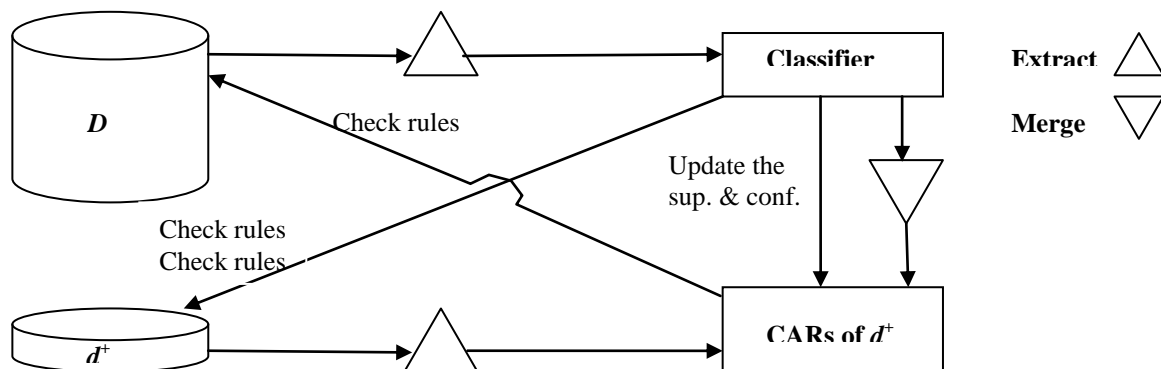 Classifier
Extract
D
Check rules
Merge
Update the
sup. & conf.
Check rules
Check rules
CARs of d⁺
d⁺